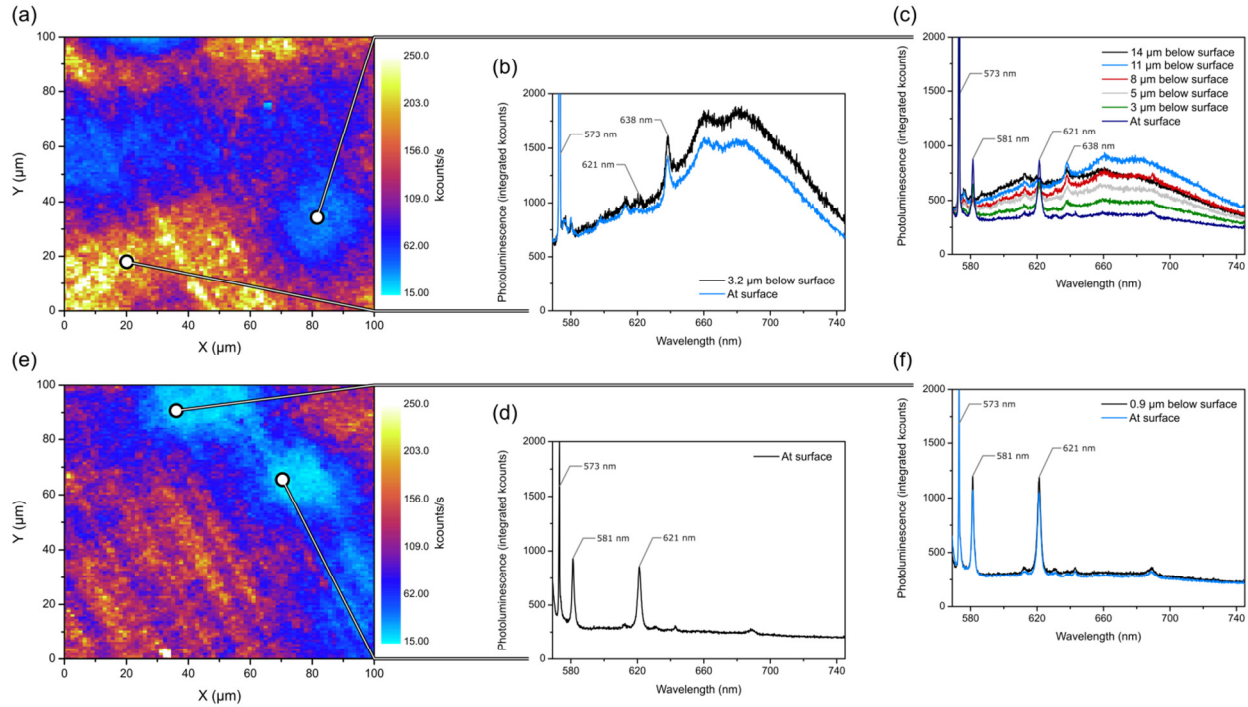 (a)
100
80
60
40
20
0
Y (µm)
0 20 40 60 80 100
X (µm)
250.0
203.0
156.0
109.0
62.00
15.00
kcounts/s
(b)
2000
1500
1000
500
0
Photoluminescence (integrated kcounts)
573 nm
621 nm
638 nm
3.2 µm below surface
At surface
580 620 660 700 740
Wavelength (nm)
(c)
2000
1500
1000
500
0
Photoluminescence (integrated kcounts)
573 nm
581 nm
621 nm
638 nm
14 µm below surface
11 µm below surface
8 µm below surface
5 µm below surface
3 µm below surface
At surface
580 620 660 700 740
Wavelength (nm)
(e)
100
80
60
40
20
0
Y (µm)
0 20 40 60 80 100
X (µm)
250.0
203.0
156.0
109.0
62.00
15.00
kcounts/s
(d)
2000
1500
1000
500
0
Photoluminescence (integrated kcounts)
573 nm
581 nm
621 nm
At surface
580 620 660 700 740
Wavelength (nm)
(f)
2000
1500
1000
500
0
Photoluminescence (integrated kcounts)
573 nm
581 nm
621 nm
0.9 µm below surface
At surface
580 620 660 700 740
Wavelength (nm)